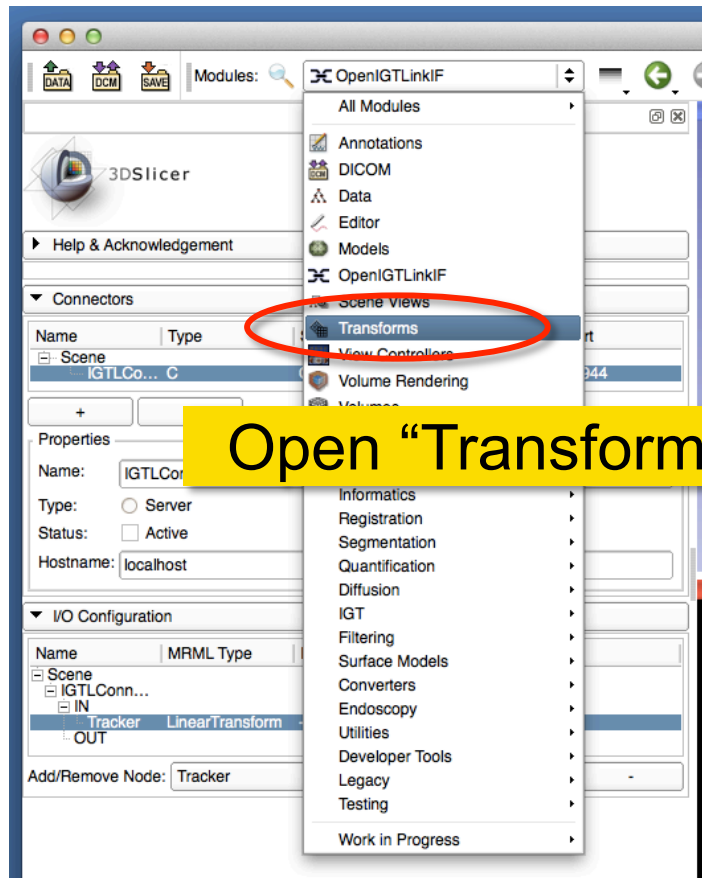 DATA DCM SAVE Modules: OpenIGTLinkIF
All Modules
3DSlicer
Annotations
DICOM
Data
Editor
Models
OpenIGTLinkIF
Scene Views
Transforms
View Controllers
Volume Rendering
Volumes
Informatics
Registration
Segmentation
Quantification
Diffusion
IGT
Filtering
Surface Models
Converters
Endoscopy
Utilities
Developer Tools
Legacy
Testing
Work in Progress
Help & Acknowledgement
Connectors
Name Type
Scene
IGTLCo... C 944
+
Open “Transform
Properties
Name: IGTLCon
Type: Server
Status: Active
Hostname: localhost
I/O Configuration
Name MRML Type
Scene
IGTLConn...
IN
Tracker LinearTransform
OUT
Add/Remove Node: Tracker -